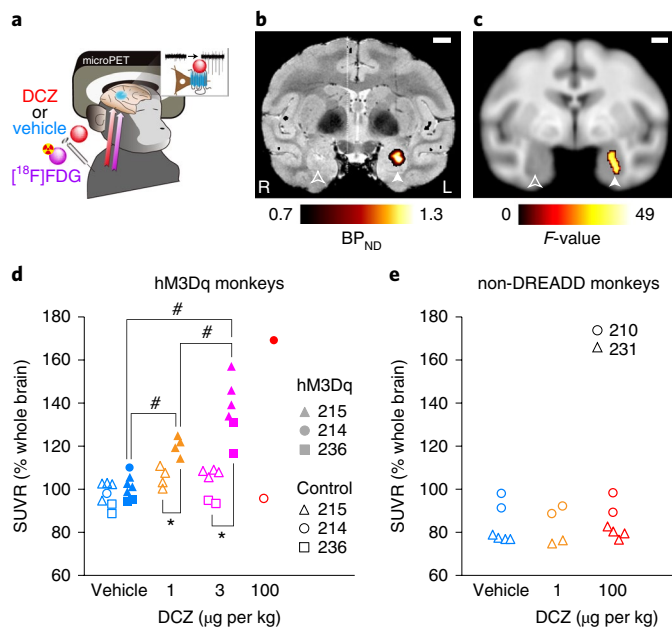 a
microPET
DCZ
or
vehicle
[18F]FDG
b
R
L
0.7
1.3
BPND
c
0
49
F-value
d
hM3Dq monkeys
SUVR (% whole brain)
180
160
140
120
100
80
60
#
#
#
*
*
hM3Dq
215
214
236
Control
215
214
236
Vehicle
1
3
100
DCZ (μg per kg)
e
non-DREADD monkeys
SUVR (% whole brain)
180
160
140
120
100
80
60
210
231
Vehicle
1
100
DCZ (μg per kg)